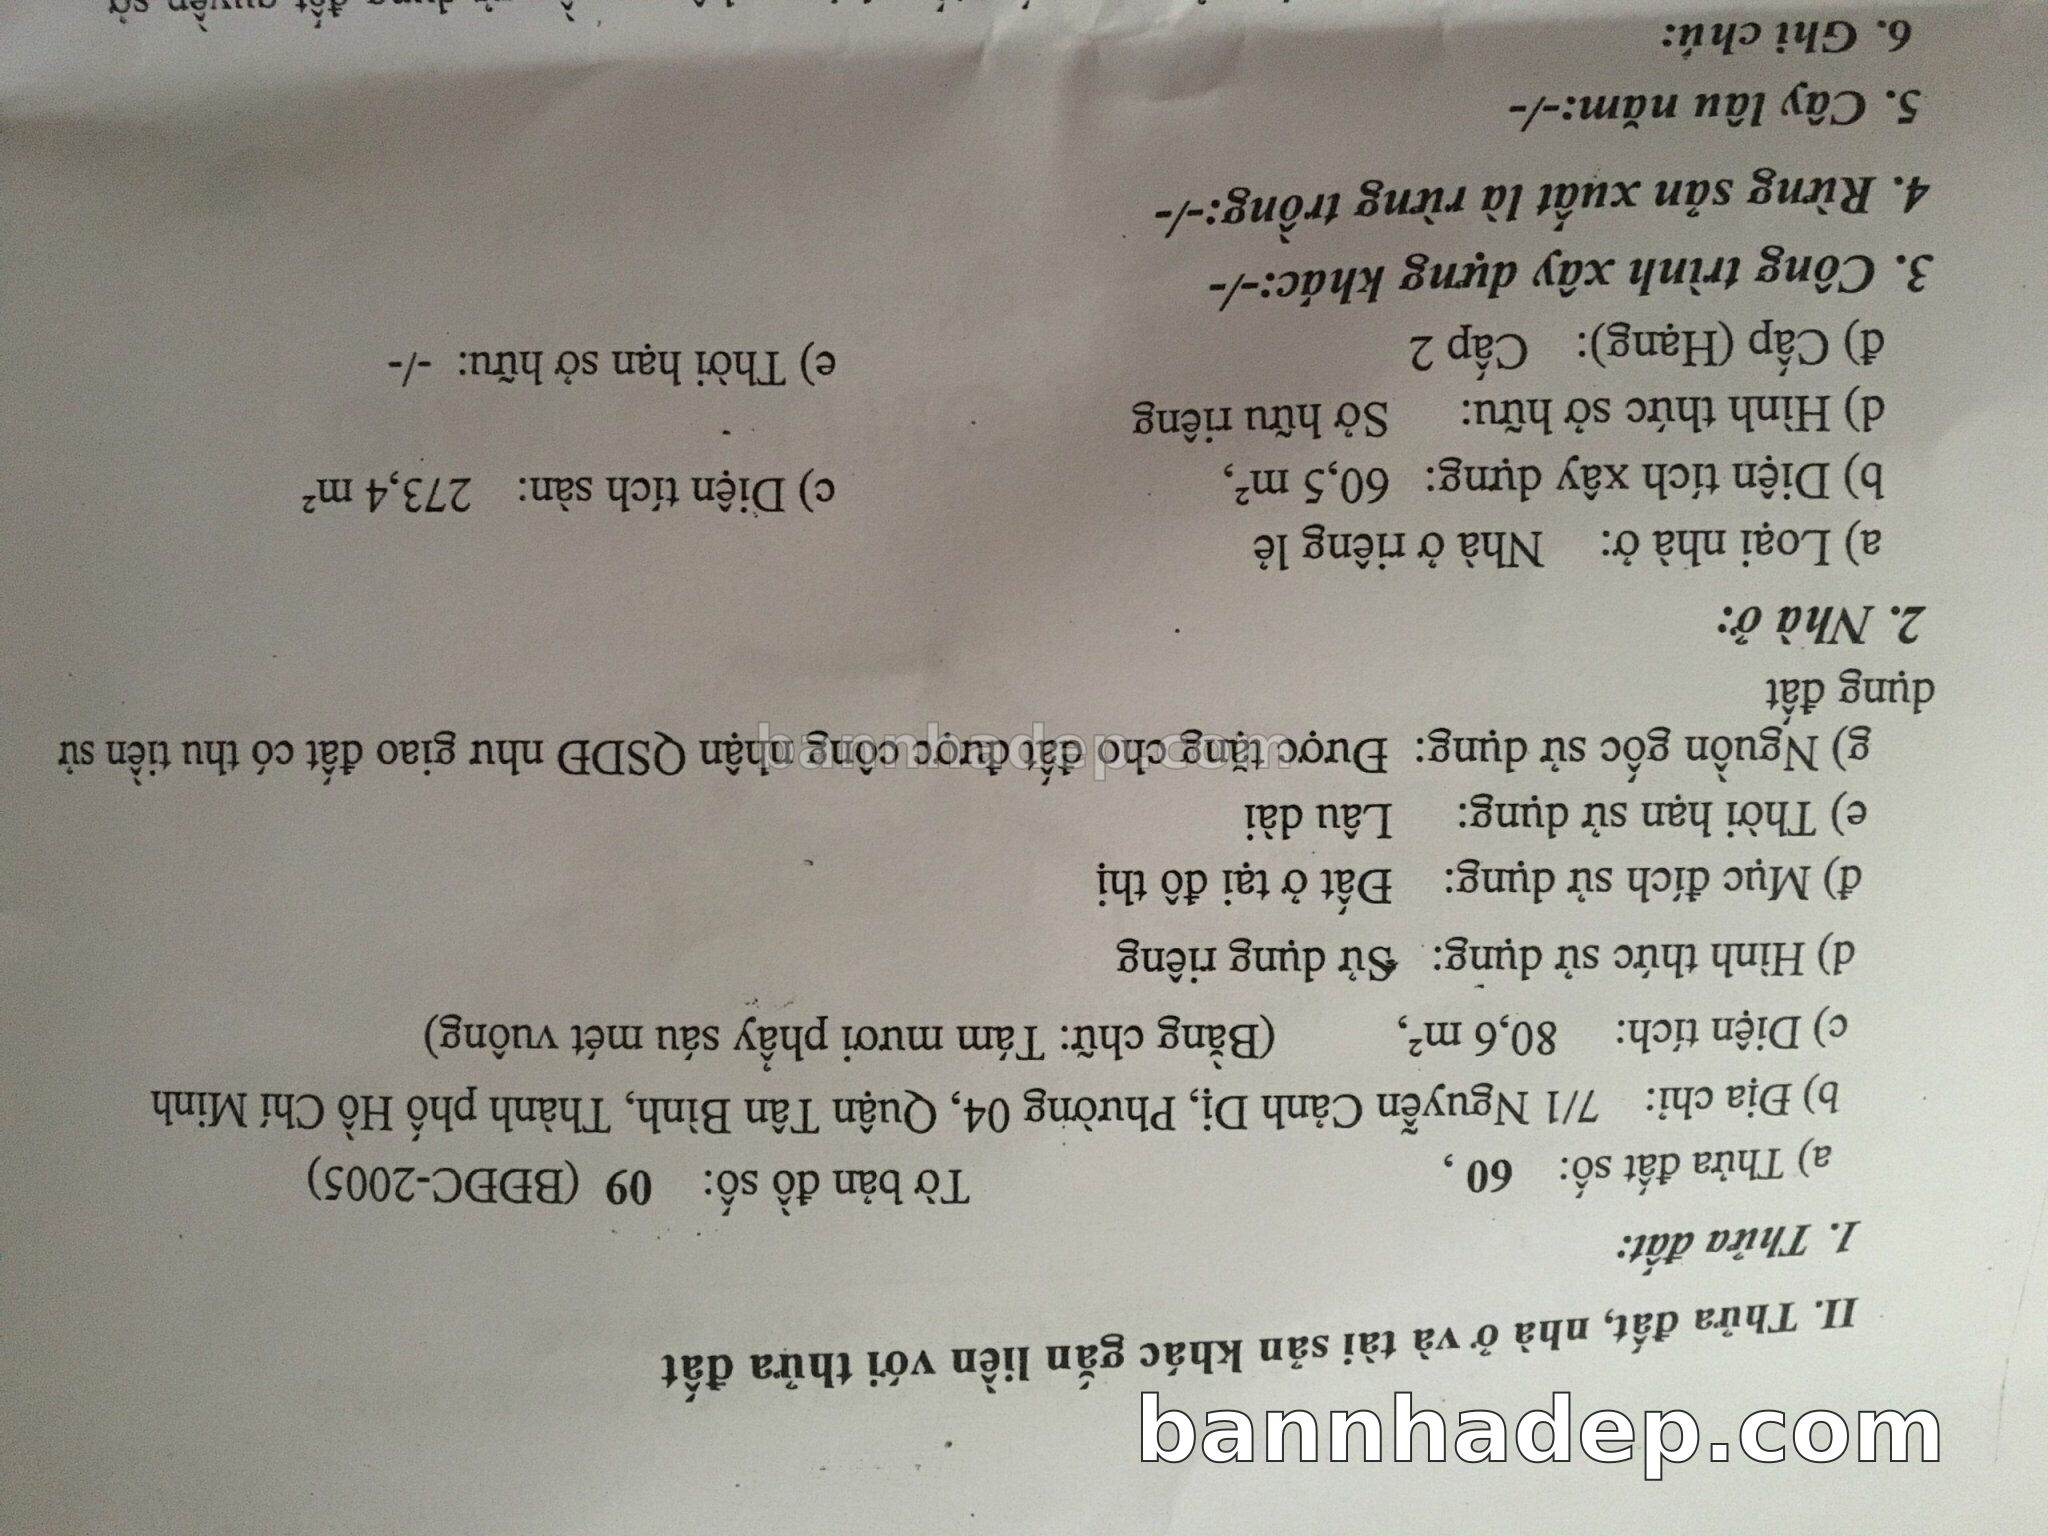 II. Thửa đất, nhà ở và tài sản khác gắn liền với thửa đất
1. Thửa đất:
a) Thửa đất số: 60 , Tờ bản đồ số: 09 (BĐĐC-2005)
b) Địa chỉ: 7/1 Nguyễn Cảnh Dị, Phường 04, Quận Tân Bình, Thành phố Hồ Chí Minh
c) Diện tích: 80,6 m², (Bằng chữ: Tám mươi phẩy sáu mét vuông)
d) Hình thức sử dụng: Sử dụng riêng
đ) Mục đích sử dụng: Đất ở tại đô thị
e) Thời hạn sử dụng: Lâu dài
g) Nguồn gốc sử dụng: Được tặng cho đất được công nhận QSDĐ như giao đất có thu tiền sử
dụng đất
2. Nhà ở:
a) Loại nhà ở: Nhà ở riêng lẻ
b) Diện tích xây dựng: 60,5 m², c) Diện tích sàn: 273,4 m²
d) Hình thức sở hữu: Sở hữu riêng
đ) Cấp (Hạng): Cấp 2 e) Thời hạn sở hữu: -/-
3. Công trình xây dựng khác:-/-
4. Rừng sản xuất là rừng trồng:-/-
5. Cây lâu năm:-/-
6. Ghi chú:
bannhadep.com
bannhadep.com